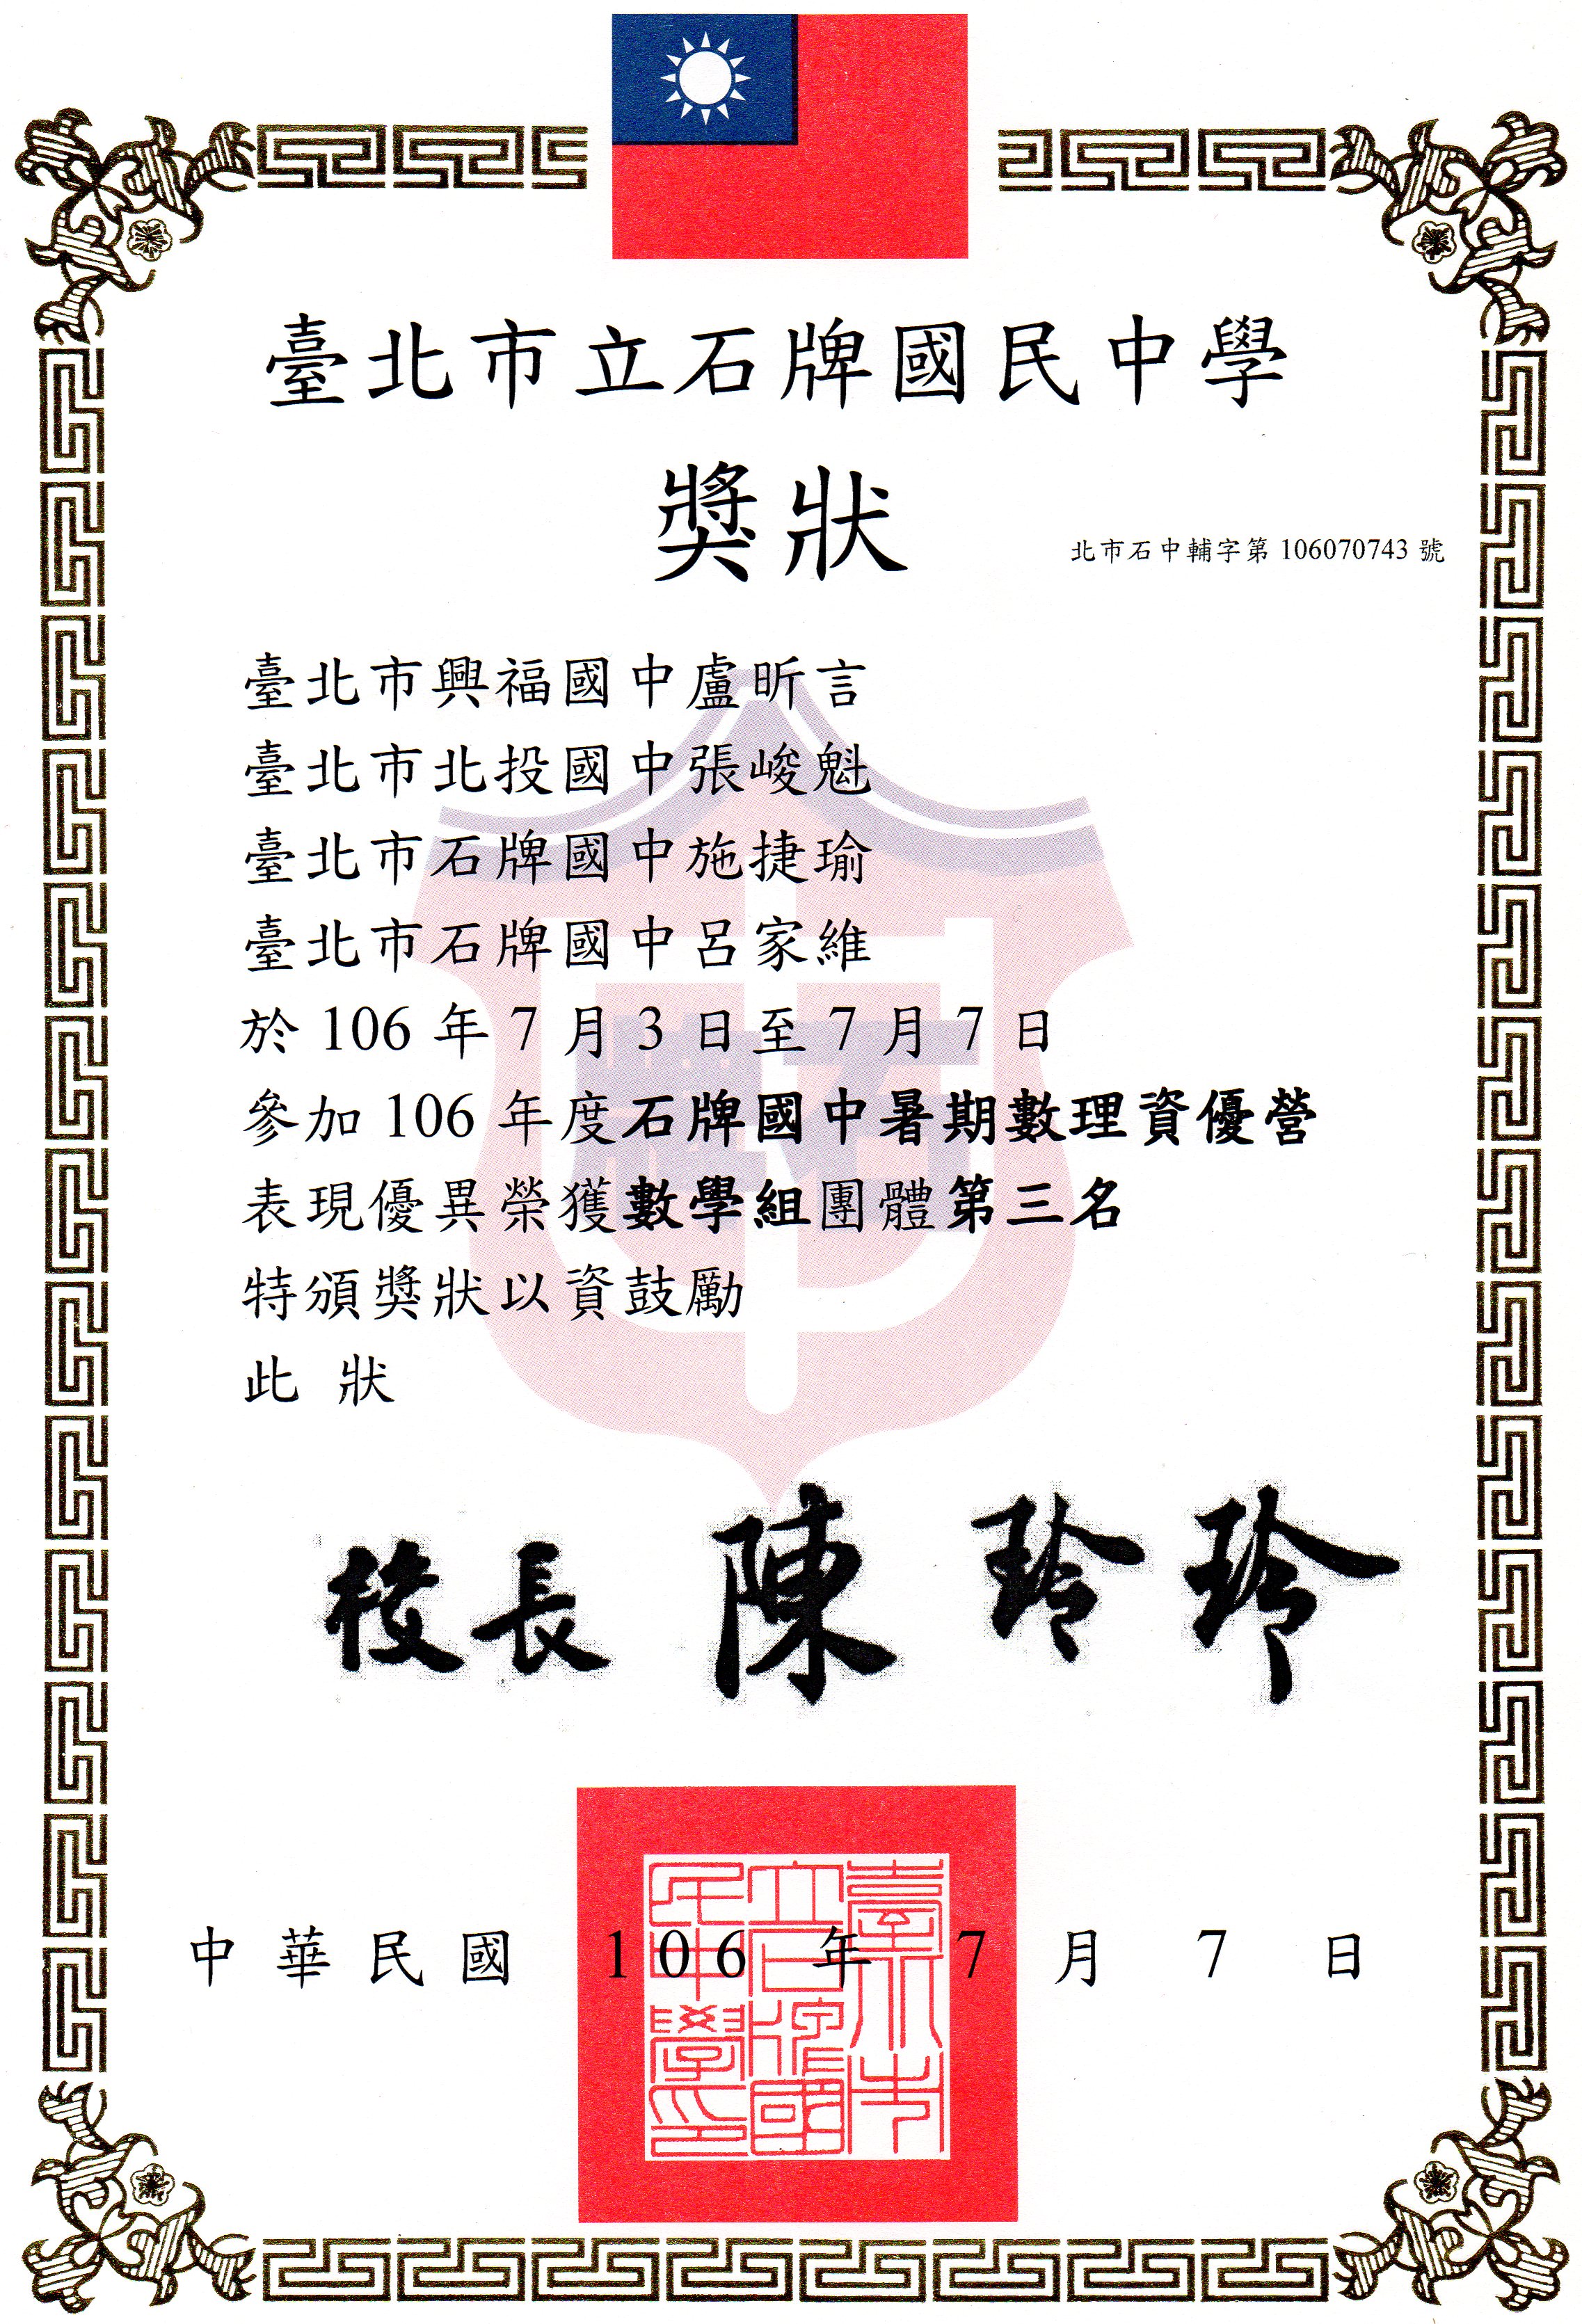 臺北市立石牌國民中學
獎狀
北市石中輔字第 106070743 號
臺北市興福國中盧昕言
臺北市北投國中張峻魁
臺北市石牌國中施捷瑜
臺北市石牌國中呂家維
於 106 年 7 月 3 日至 7 月 7 日
參加 106 年度石牌國中暑期數理資優營
表現優異榮獲數學組團體第三名
特頒獎狀以資鼓勵
此 狀
校長 陳玲玲
中華民國 106 年 7 月 7 日
臺北市
立石牌國
民中學印
石牌
中